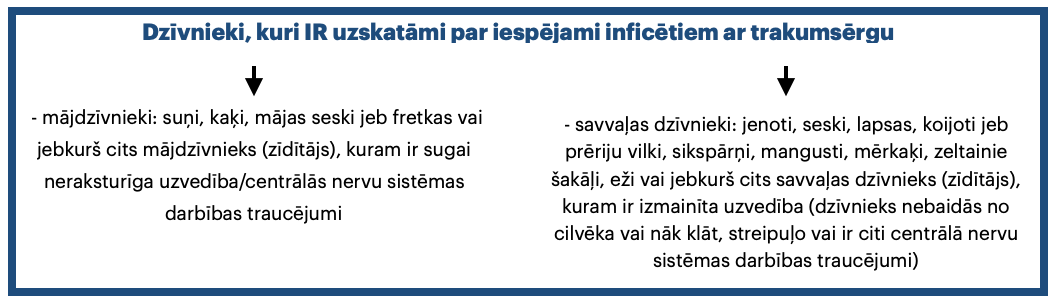 Dzīvnieki, kuri IR uzskatāmi par iespējami inficētiem ar trakumsērgu
- mājdzīvnieki: suņi, kaķi, mājas seski jeb fretkas vai
jebkurš cits mājdzīvnieks (zīdītājs), kuram ir sugai
neraksturīga uzvedība/centrālās nervu sistēmas
darbības traucējumi
- savvaļas dzīvnieki: jenoti, seski, lapsas, koijoti jeb
prēriju vilki, sikspārņi, mangusti, mērkaķi, zeltainie
šakāļi, eži vai jebkurš cits savvaļas dzīvnieks (zīdītājs),
kuram ir izmainīta uzvedība (dzīvnieks nebaidās no
cilvēka vai nāk klāt, streipuļo vai ir citi centrālā nervu
sistēmas darbības traucējumi)